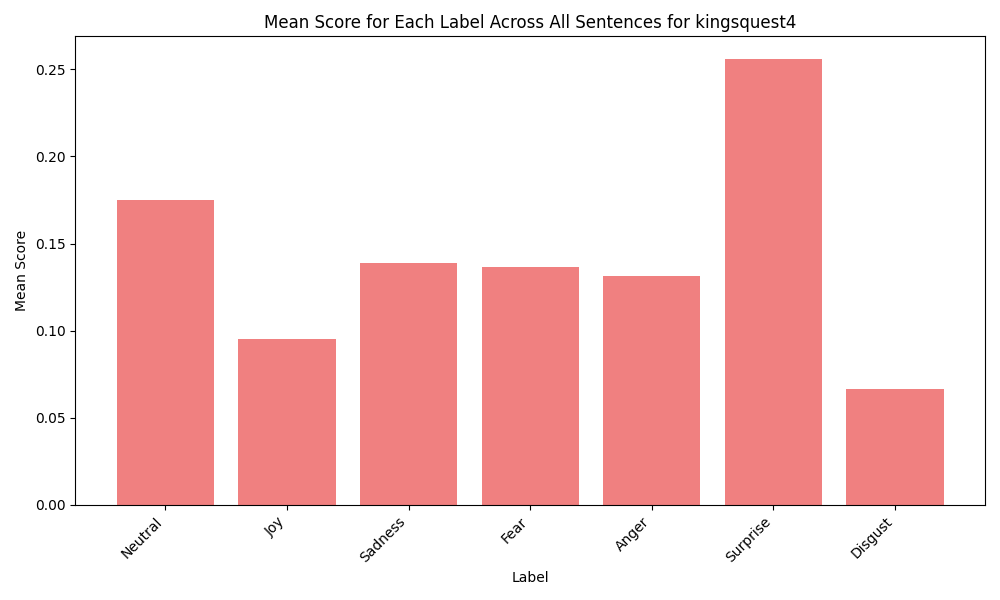 Mean Score for Each Label Across All Sentences for kingsquest4
Mean Score
0.25
0.20
0.15
0.10
0.05
0.00
Neutral
Joy
Sadness
Fear
Anger
Surprise
Disgust
Label